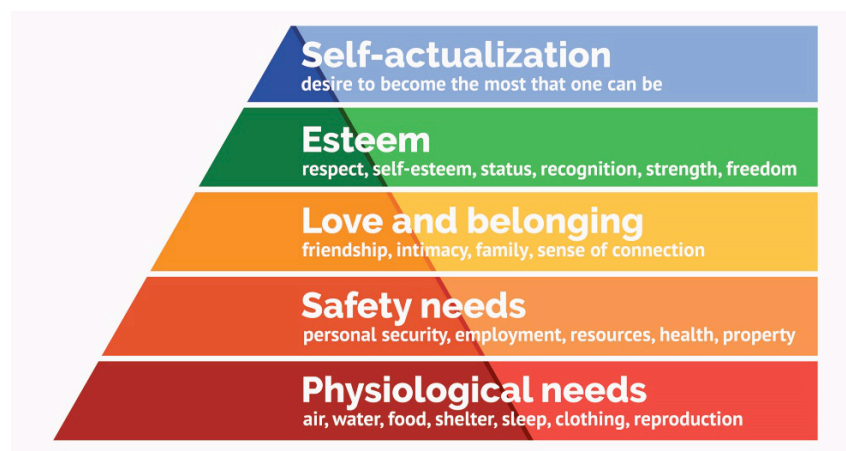 Self-actualization
desire to become the most that one can be
Esteem
respect, self-esteem, status, recognition, strength, freedom
Love and belonging
friendship, intimacy, family, sense of connection
Safety needs
personal security, employment, resources, health, property
Physiological needs
air, water, food, shelter, sleep, clothing, reproduction